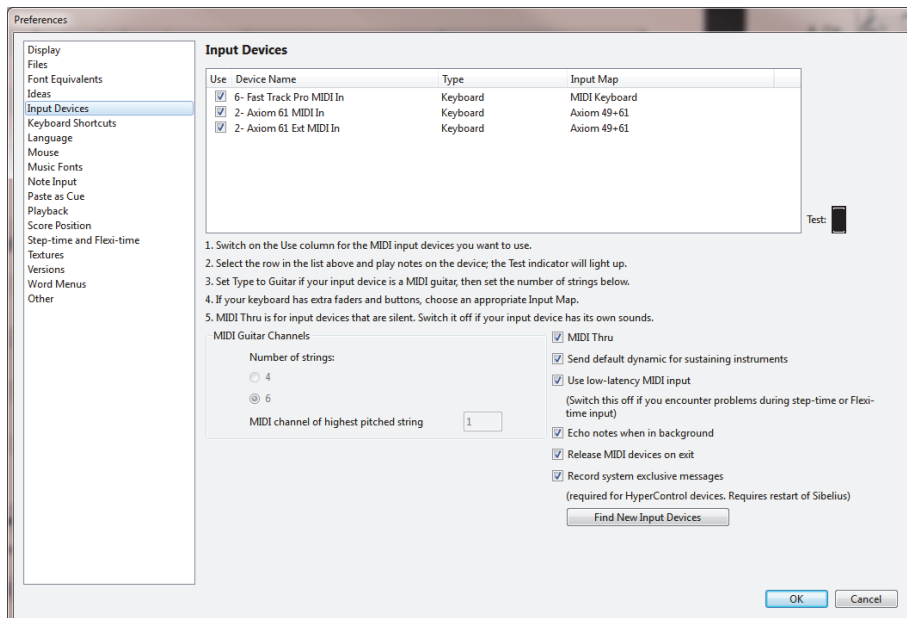 Preferences
Display
Files
Font Equivalents
Ideas
Input Devices
Keyboard Shortcuts
Language
Mouse
Music Fonts
Note Input
Paste as Cue
Playback
Score Position
Step-time and Flexi-time
Textures
Versions
Word Menus
Other
Input Devices
Use Device Name Type Input Map
6- Fast Track Pro MIDI In Keyboard MIDI Keyboard
2- Axiom 61 MIDI In Keyboard Axiom 49+61
2- Axiom 61 Ext MIDI In Keyboard Axiom 49+61
Test:
1. Switch on the Use column for the MIDI input devices you want to use.
2. Select the row in the list above and play notes on the device; the Test indicator will light up.
3. Set Type to Guitar if your input device is a MIDI guitar, then set the number of strings below.
4. If your keyboard has extra faders and buttons, choose an appropriate Input Map.
5. MIDI Thru is for input devices that are silent. Switch it off if your input device has its own sounds.
MIDI Guitar Channels
Number of strings:
4
6
MIDI channel of highest pitched string 1
MIDI Thru
Send default dynamic for sustaining instruments
Use low-latency MIDI input
(Switch this off if you encounter problems during step-time or Flexi-
time input)
Echo notes when in background
Release MIDI devices on exit
Record system exclusive messages
(required for HyperControl devices. Requires restart of Sibelius)
Find New Input Devices
OK Cancel